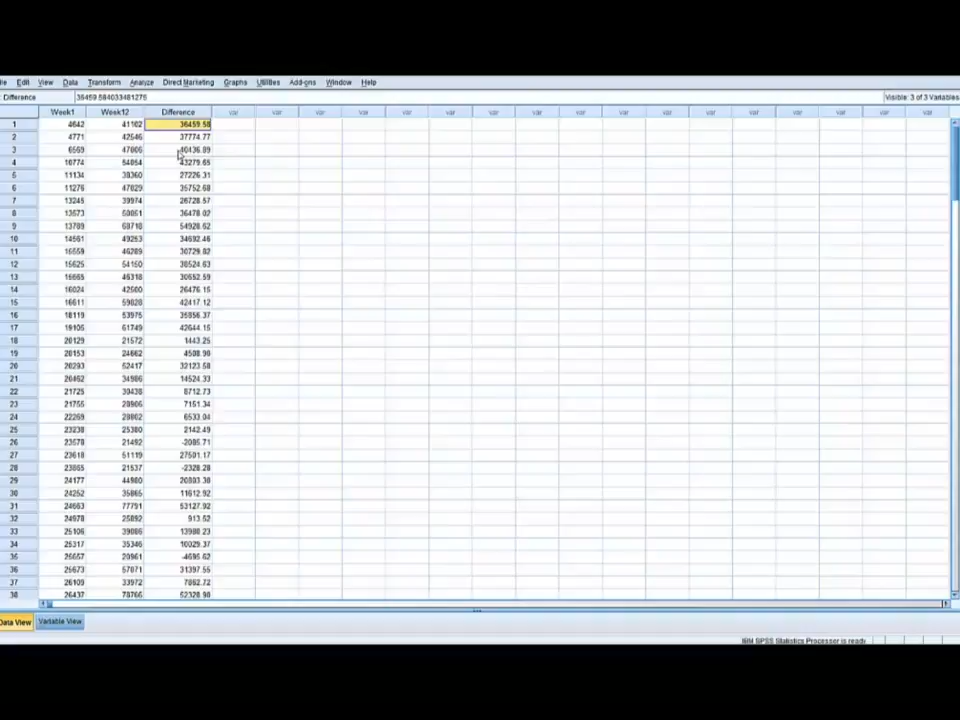 Edit View Data Transform Analyze Direct Marketing Graphs Utilities Add-ons Window Help
Difference 36459.584033481275 Visible: 3 of 3 Variables
Week1 Week12 Difference var var var var var var var var var var var var var var var var var
1 4642 41102 36459.58
2 4771 42546 37774.77
3 6569 47006 40436.89
4 10774 54054 43279.65
5 11134 38360 27226.31
6 11276 47029 35752.68
7 13245 39974 26728.57
8 13573 50051 36478.02
9 13789 68718 54928.62
10 14561 49253 34692.46
11 15559 46289 30729.82
12 15625 54150 38524.63
13 15665 46318 30652.59
14 16024 42500 26476.15
15 16611 59028 42417.12
16 18119 53975 35856.37
17 19105 61749 42644.15
18 20129 21572 1443.25
19 20153 24662 4508.90
20 20293 52417 32123.58
21 20462 34986 14524.33
22 21725 30438 8712.73
23 21755 28906 7151.34
24 22269 28802 6533.04
25 23238 25380 2142.49
26 23578 21492 -2085.71
27 23618 51119 27501.17
28 23865 21537 -2328.28
29 24177 44980 20803.30
30 24252 35865 11612.92
31 24663 77791 53127.92
32 24978 25892 913.52
33 25106 39086 13980.23
34 25317 35346 10029.37
35 25657 20961 -4695.62
36 25673 57071 31397.55
37 26109 33972 7862.72
38 26437 78766 52328.90
Data View Variable View
IBM SPSS Statistics Processor is ready